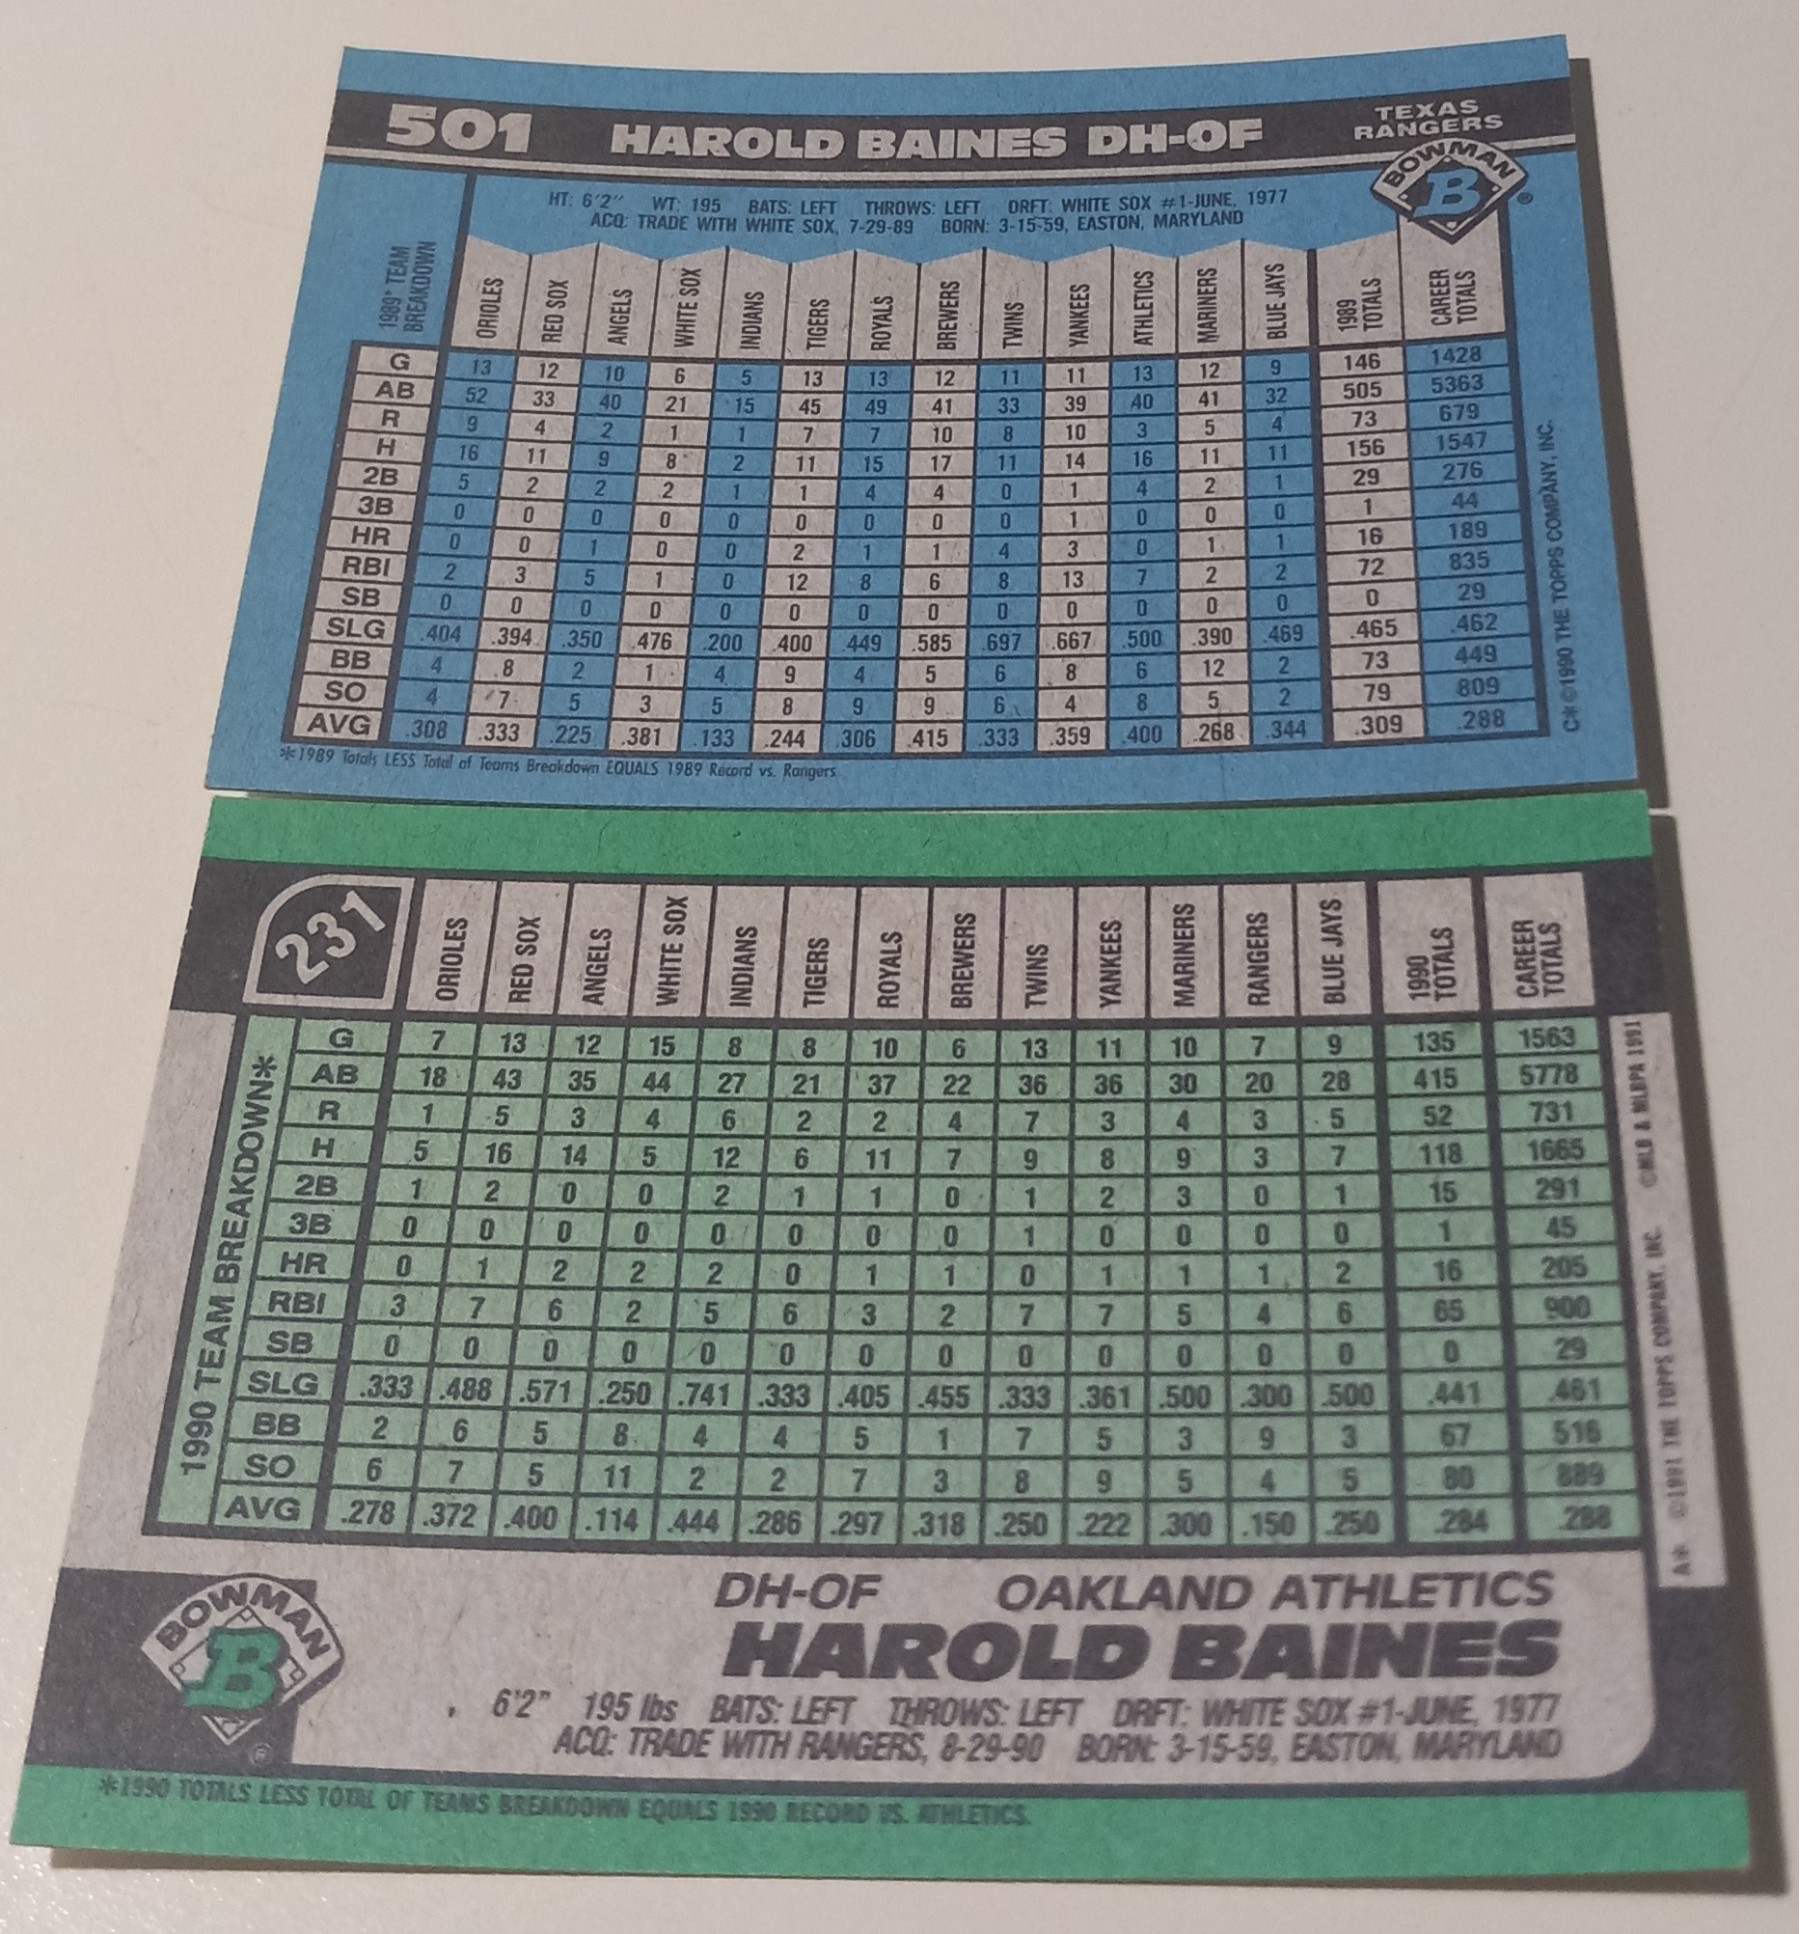 501 HAROLD BAINES DH-OF TEXAS RANGERS
BOWMAN B ®
HT: 6'2" WT: 195 BATS: LEFT THROWS: LEFT DRFT: WHITE SOX #1-JUNE, 1977
ACQ: TRADE WITH WHITE SOX, 7-29-89 BORN: 3-15-59, EASTON, MARYLAND
1989* TEAM BREAKDOWN ORIOLES RED SOX ANGELS WHITE SOX INDIANS TIGERS ROYALS BREWERS TWINS YANKEES ATHLETICS MARINERS BLUE JAYS 1989 TOTALS CAREER TOTALS
G 13 12 10 6 5 13 13 12 11 11 13 12 9 146 1428
AB 52 33 40 21 15 45 49 41 33 39 40 41 32 505 5363
R 9 4 2 1 1 7 7 10 8 10 3 5 4 73 679
H 16 11 9 8 2 11 15 17 11 14 16 11 11 156 1547
2B 5 2 2 2 1 1 4 4 0 1 4 2 1 29 276
3B 0 0 0 0 0 0 0 0 0 1 0 0 0 1 44
HR 0 0 1 0 0 2 1 1 4 3 0 1 1 16 189
RBI 2 3 5 1 0 12 8 6 8 13 7 2 2 72 835
SB 0 0 0 0 0 0 0 0 0 0 0 0 0 0 29
SLG .404 .394 .350 .476 .200 .400 .449 .585 .697 .667 .500 .390 .469 .465 .462
BB 4 8 2 1 4 9 4 5 6 8 6 12 2 73 449
SO 4 7 5 3 5 8 9 9 6 4 8 5 2 79 809
AVG .308 .333 .225 .381 .133 .244 .306 .415 .333 .359 .400 .268 .344 .309 .288
*1989 Totals LESS Total of Teams Breakdown EQUALS 1989 Record vs. Rangers
C*©1990 THE TOPPS COMPANY, INC.
231 ORIOLES RED SOX ANGELS WHITE SOX INDIANS TIGERS ROYALS BREWERS TWINS YANKEES MARINERS RANGERS BLUE JAYS 1990 TOTALS CAREER TOTALS
1990 TEAM BREAKDOWN*
G 7 13 12 15 8 8 10 6 13 11 10 7 9 135 1563
AB 18 43 35 44 27 21 37 22 36 36 30 20 28 415 5778
R 1 5 3 4 6 2 2 4 7 3 4 3 5 52 731
H 5 16 14 5 12 6 11 7 9 8 9 3 7 118 1665
2B 1 2 0 0 2 1 1 0 1 2 3 0 1 15 291
3B 0 0 0 0 0 0 0 0 1 0 0 0 0 1 45
HR 0 1 2 2 2 0 1 1 0 1 1 1 2 16 205
RBI 3 7 6 2 5 6 3 2 7 7 5 4 6 65 900
SB 0 0 0 0 0 0 0 0 0 0 0 0 0 0 29
SLG .333 .488 .571 .250 .741 .333 .405 .455 .333 .361 .500 .300 .500 .441 .461
BB 2 6 5 8 4 4 5 1 7 5 3 9 3 67 516
SO 6 7 5 11 2 2 7 3 8 9 5 4 5 80 889
AVG .278 .372 .400 .114 .444 .286 .297 .318 .250 .222 .300 .150 .250 .284 .288
A* ©1991 THE TOPPS COMPANY, INC. ©MLB & MLBPA 1991
BOWMAN B ®
DH-OF OAKLAND ATHLETICS
HAROLD BAINES
6'2" 195 lbs BATS: LEFT THROWS: LEFT DRFT: WHITE SOX #1-JUNE, 1977
ACQ: TRADE WITH RANGERS, 8-29-90 BORN: 3-15-59, EASTON, MARYLAND
*1990 TOTALS LESS TOTAL OF TEAMS BREAKDOWN EQUALS 1990 RECORD VS. ATHLETICS.